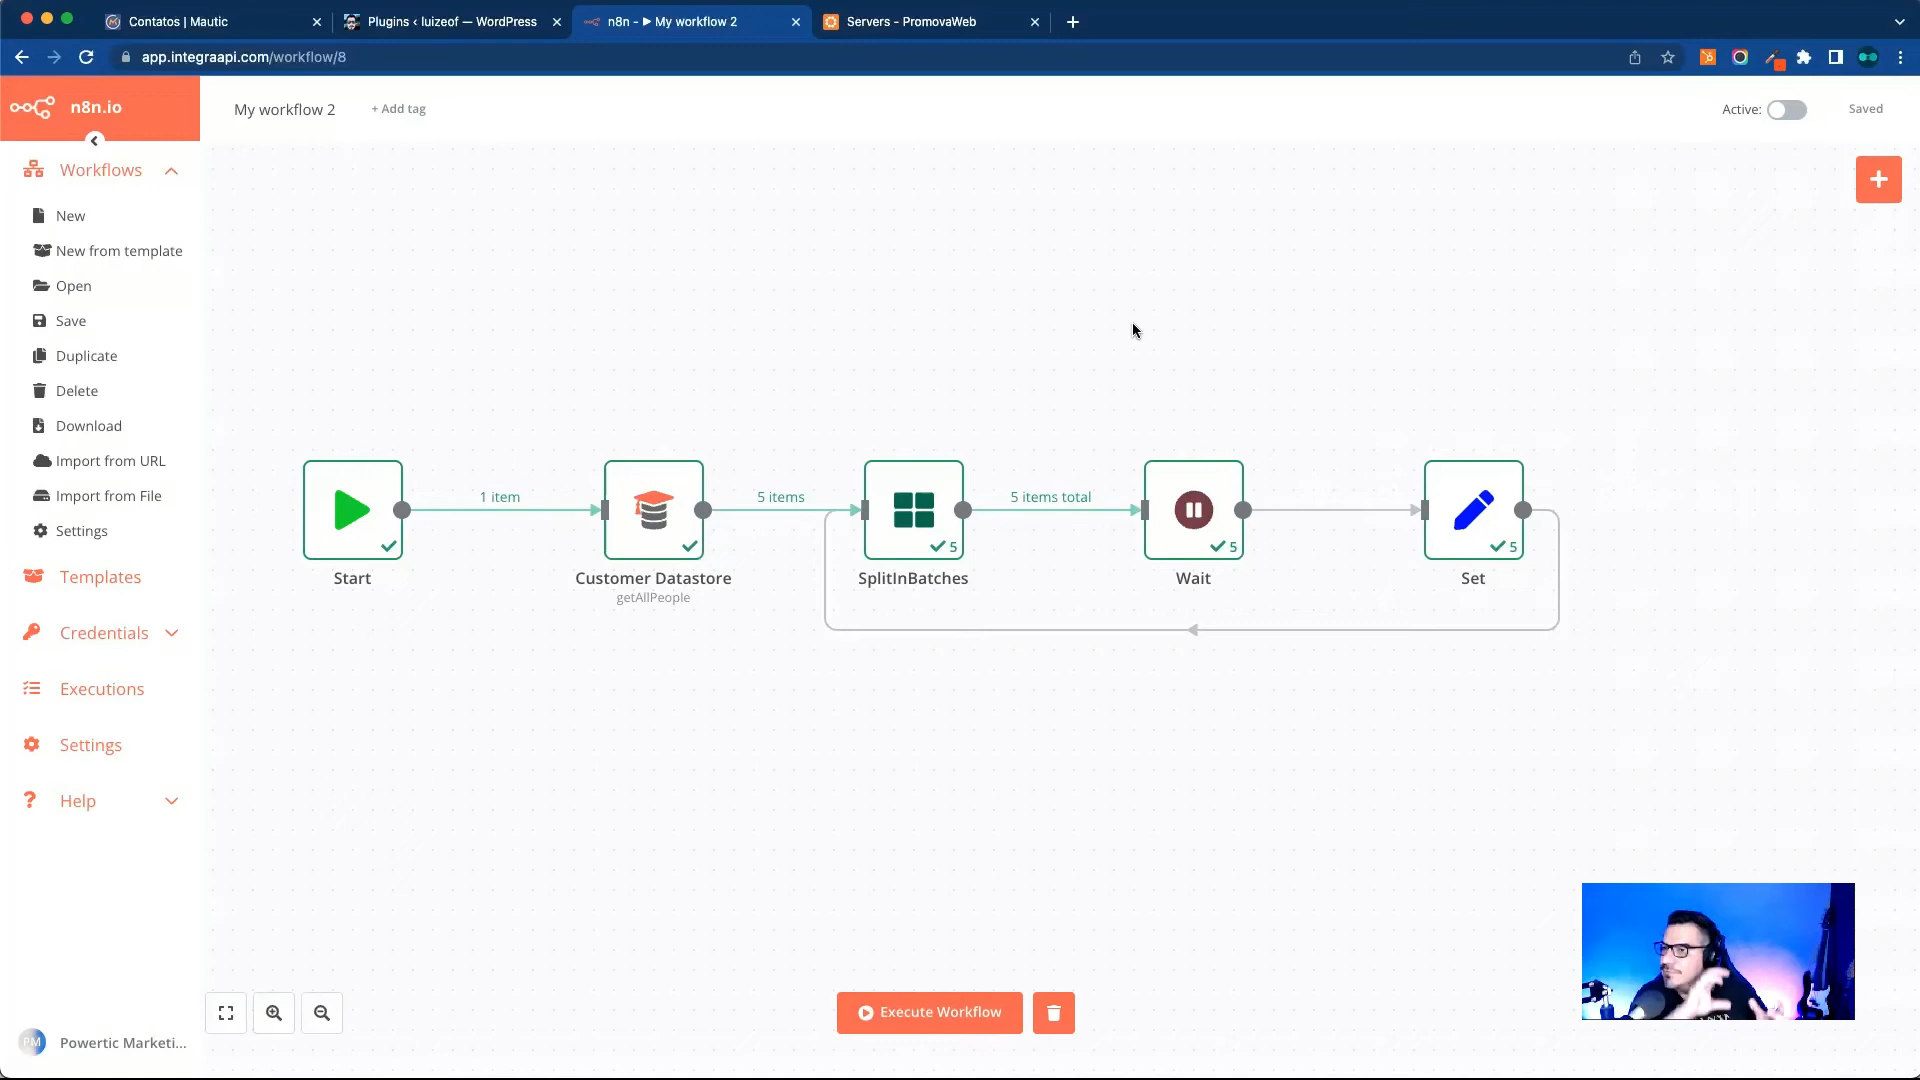 Contatos | Mautic
Plugins ‹ luizeof — WordPress
n8n - ▶ My workflow 2
Servers - PromovaWeb
app.integraapi.com/workflow/8
n8n.io
My workflow 2
+ Add tag
Active:
Saved
Workflows
New
New from template
Open
Save
Duplicate
Delete
Download
Import from URL
Import from File
Settings
Templates
Credentials
Executions
Settings
Help
PM
Powertic Marketi...
1 item
5 items
5 items total
5
5
5
Start
Customer Datastore
getAllPeople
SplitInBatches
Wait
Set
Execute Workflow